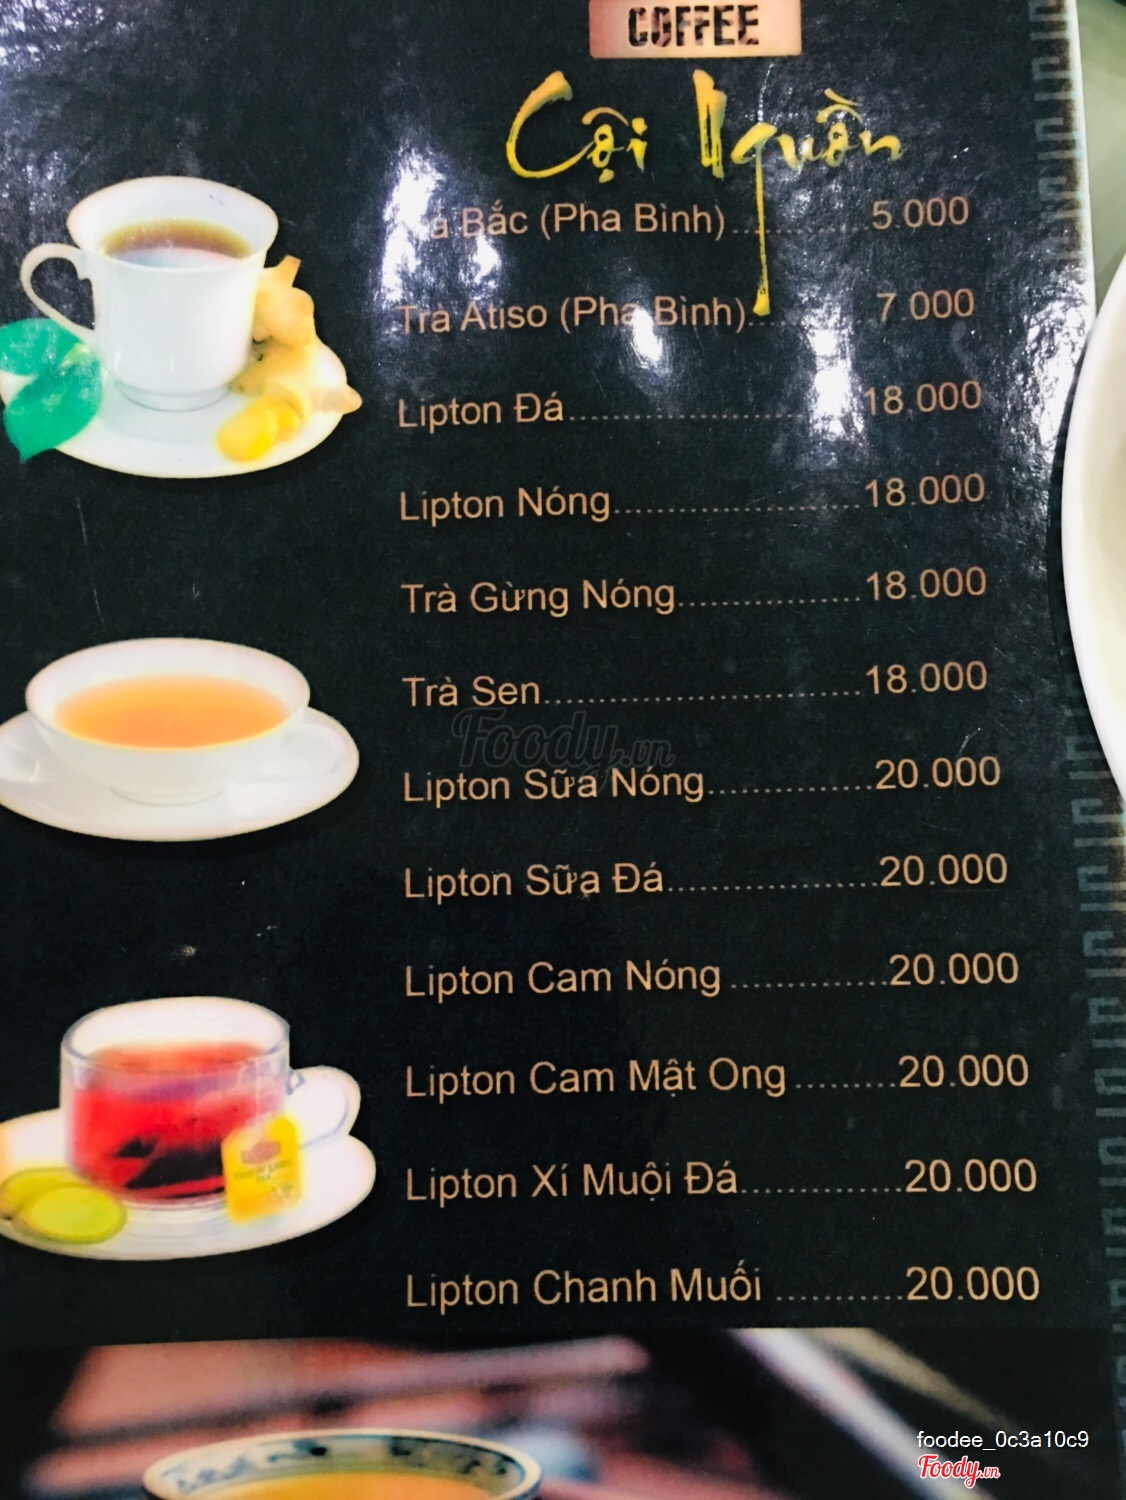 COFFEE
Cội Nguồn
Bắc (Pha Bình).............5.000
Trà Atiso (Pha Bình)... 7.000
Lipton Đá...........................18.000
Lipton Nóng........................18.000
Trà Gừng Nóng..................18.000
Trà Sen...............................18.000
Foody.vn
Lipton Sữa Nóng................20.000
Lipton Sữa Đá....................20.000
Lipton Cam Nóng ...............20.000
Lipton Cam Mật Ong .........20.000
Lipton Xí Muội Đá...............20.000
Lipton Chanh Muối ...........20.000
foodee_0c3a10c9
Foody.vn